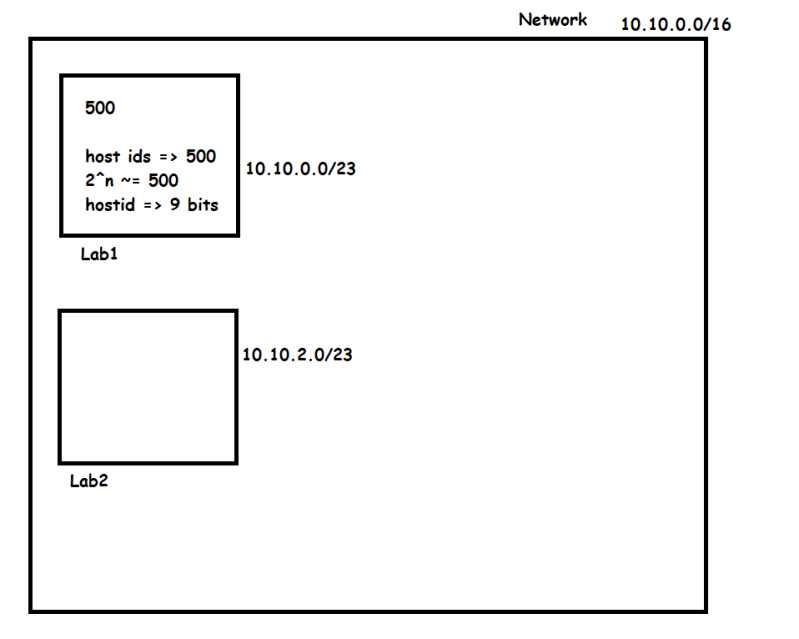 Network 10.10.0.0/16
500
host ids => 500
2^n ~= 500
hostid => 9 bits
10.10.0.0/23
Lab1
10.10.2.0/23
Lab2